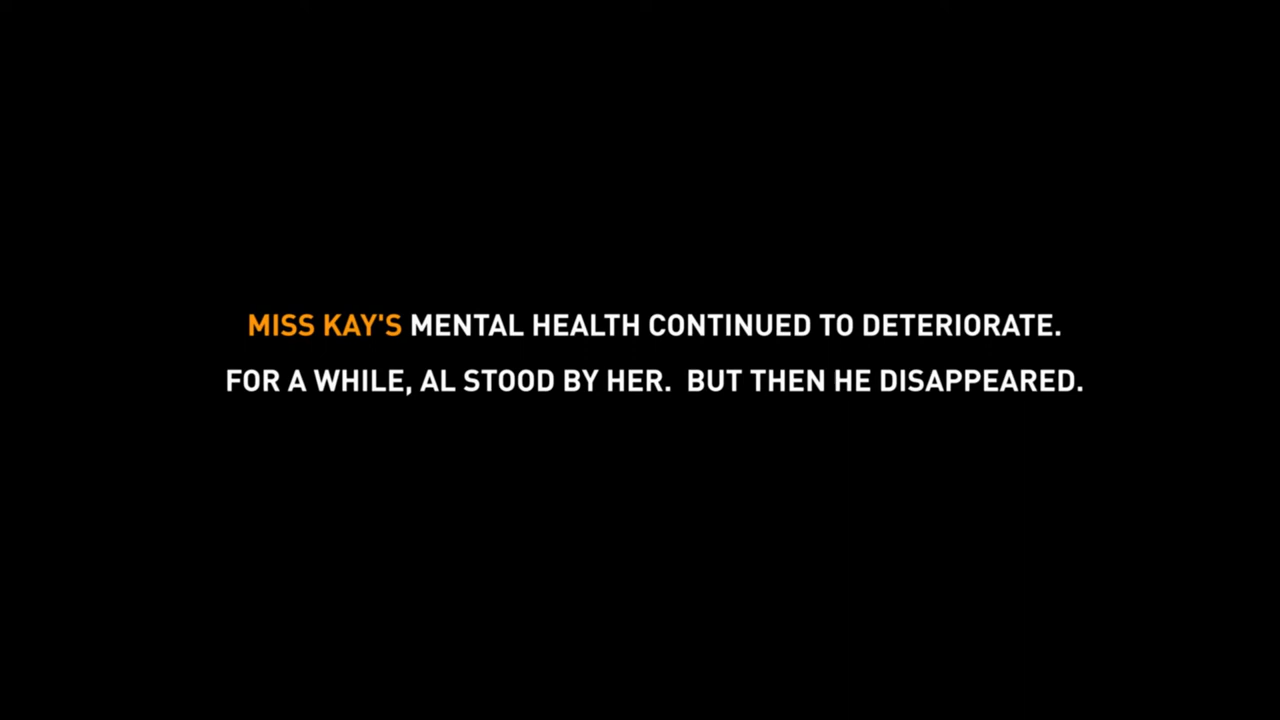 MISS KAY'S MENTAL HEALTH CONTINUED TO DETERIORATE.
FOR A WHILE, AL STOOD BY HER.  BUT THEN HE DISAPPEARED.